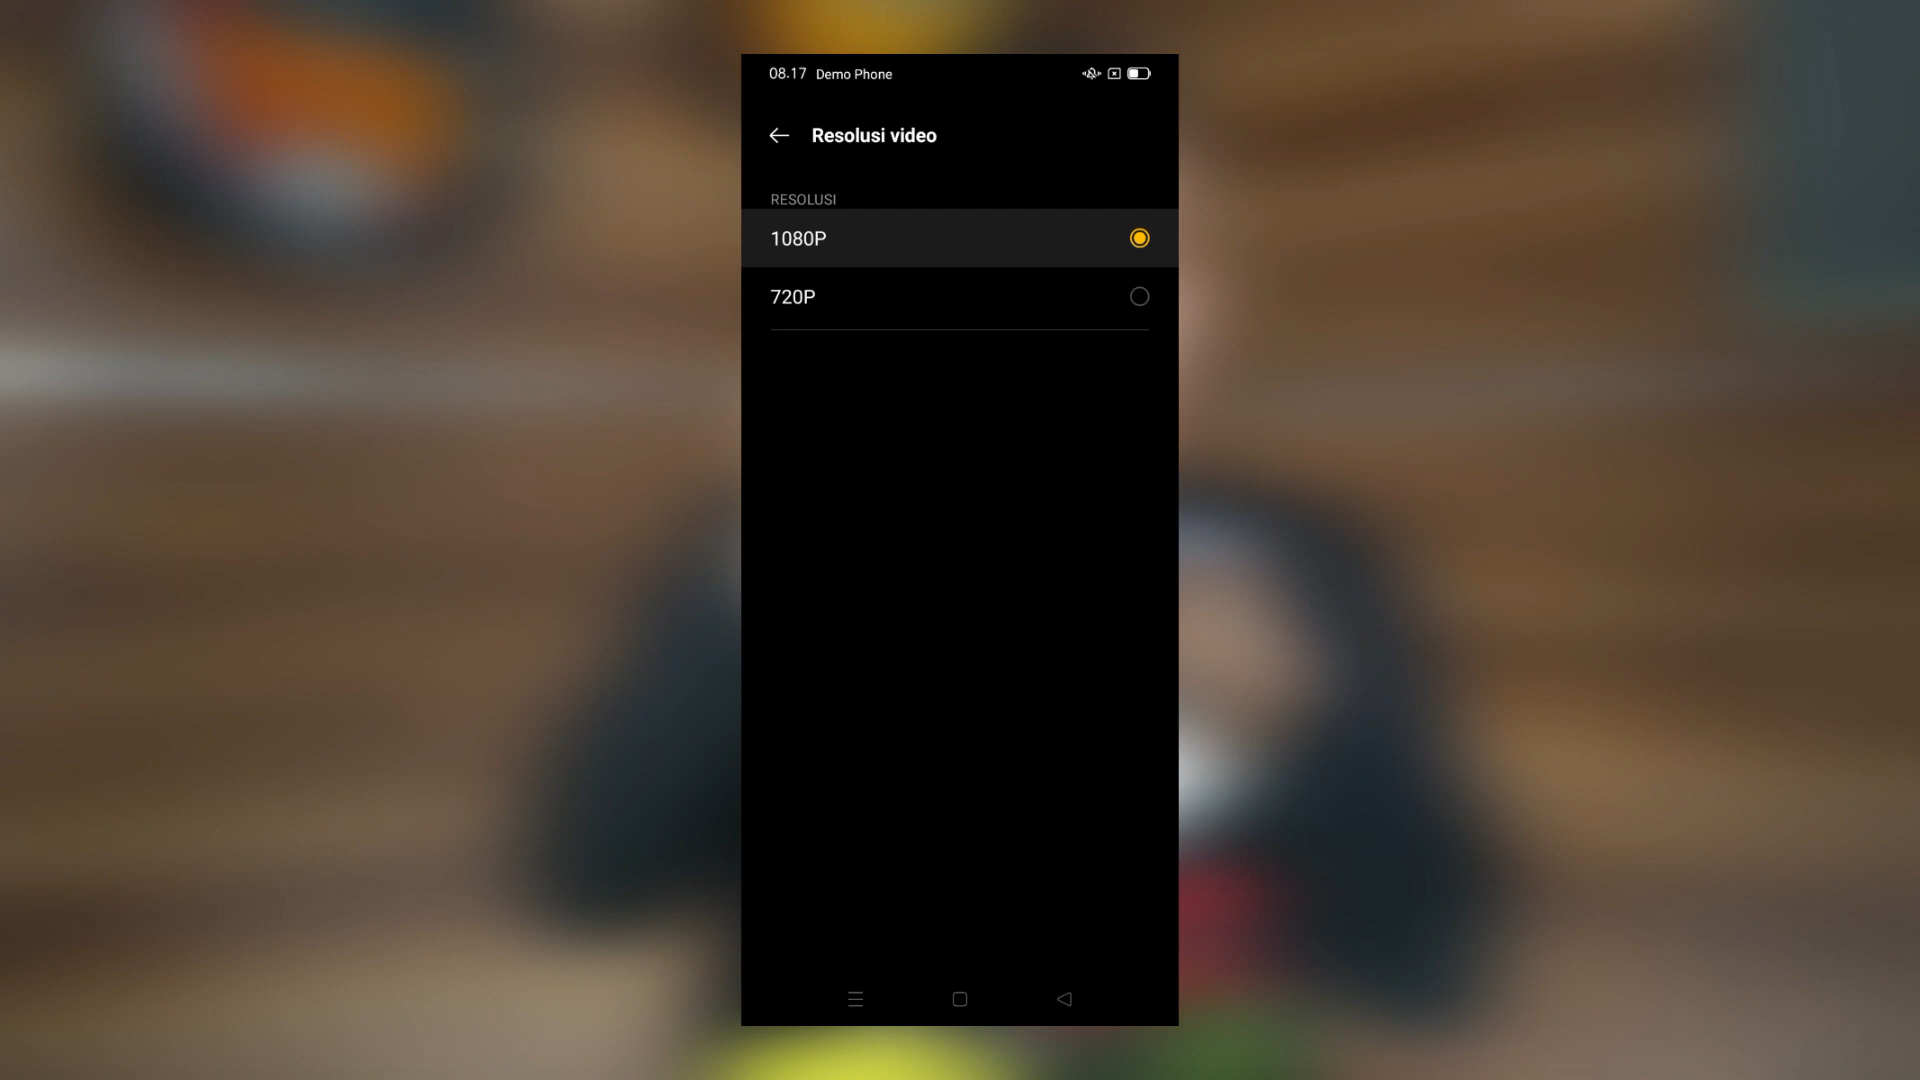 08.17 Demo Phone
Resolusi video
RESOLUSI
1080P
720P